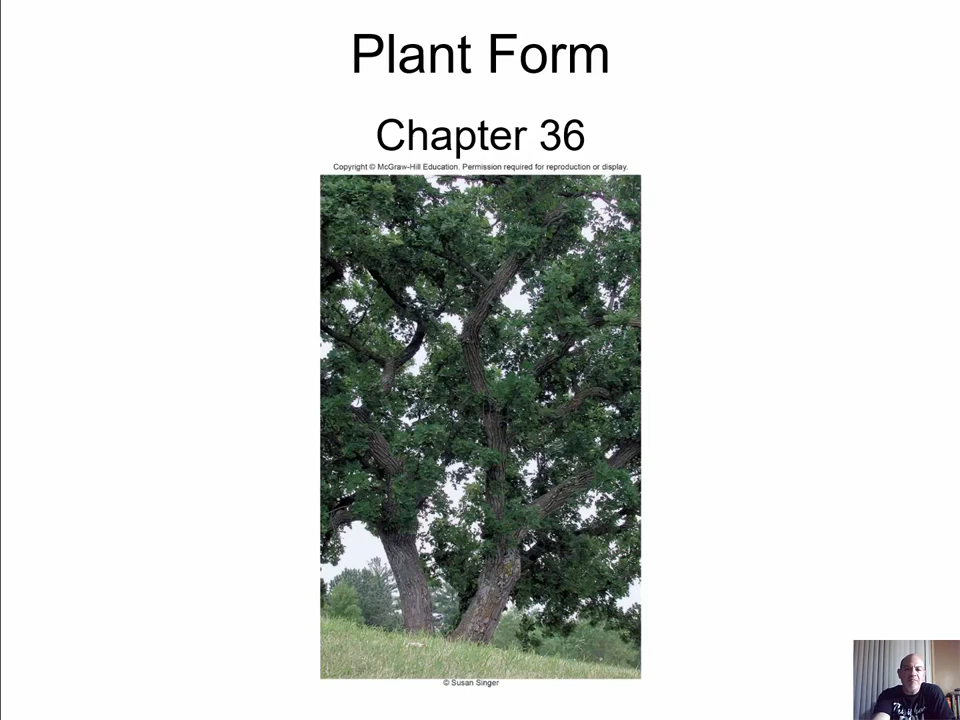 Plant Form
Chapter 36
Copyright © McGraw-Hill Education. Permission required for reproduction or display.
© Susan Singer